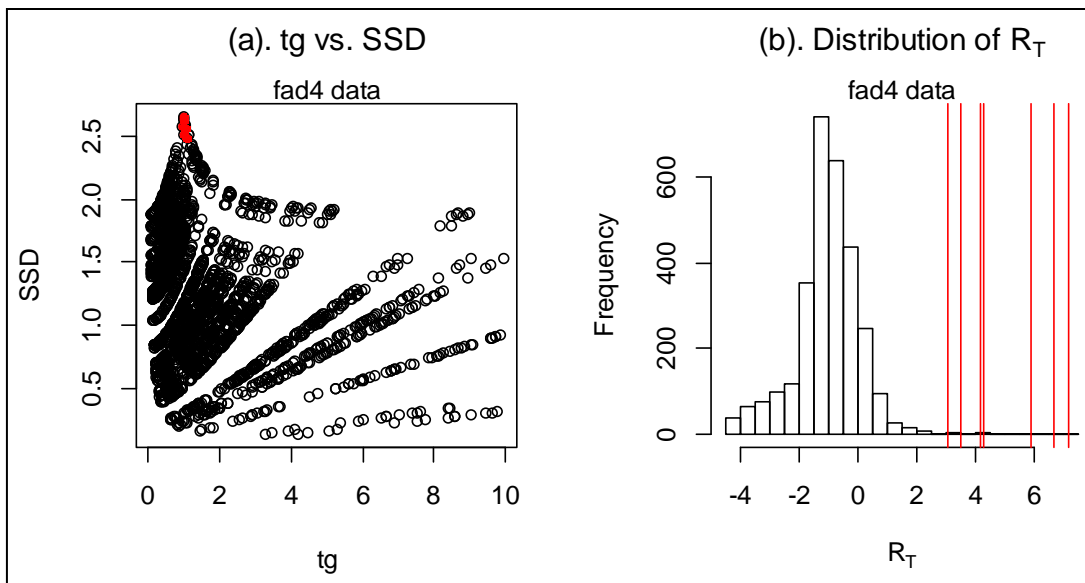 (a). tg vs. SSD
fad4 data
SSD
2.5
2.0
1.5
1.0
0.5
0 2 4 6 8 10
tg
(b). Distribution of R_T
fad4 data
Frequency
600
400
200
0
-4 -2 0 2 4 6
R_T